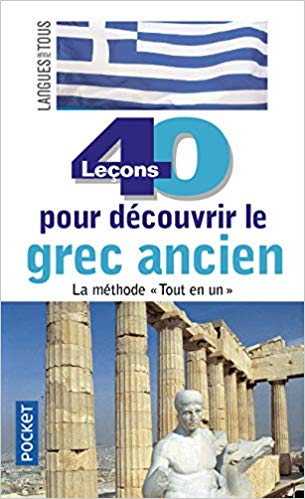 LANGUES POUR TOUS
40
Leçons
pour découvrir le
grec ancien
La méthode « Tout en un »
POCKET